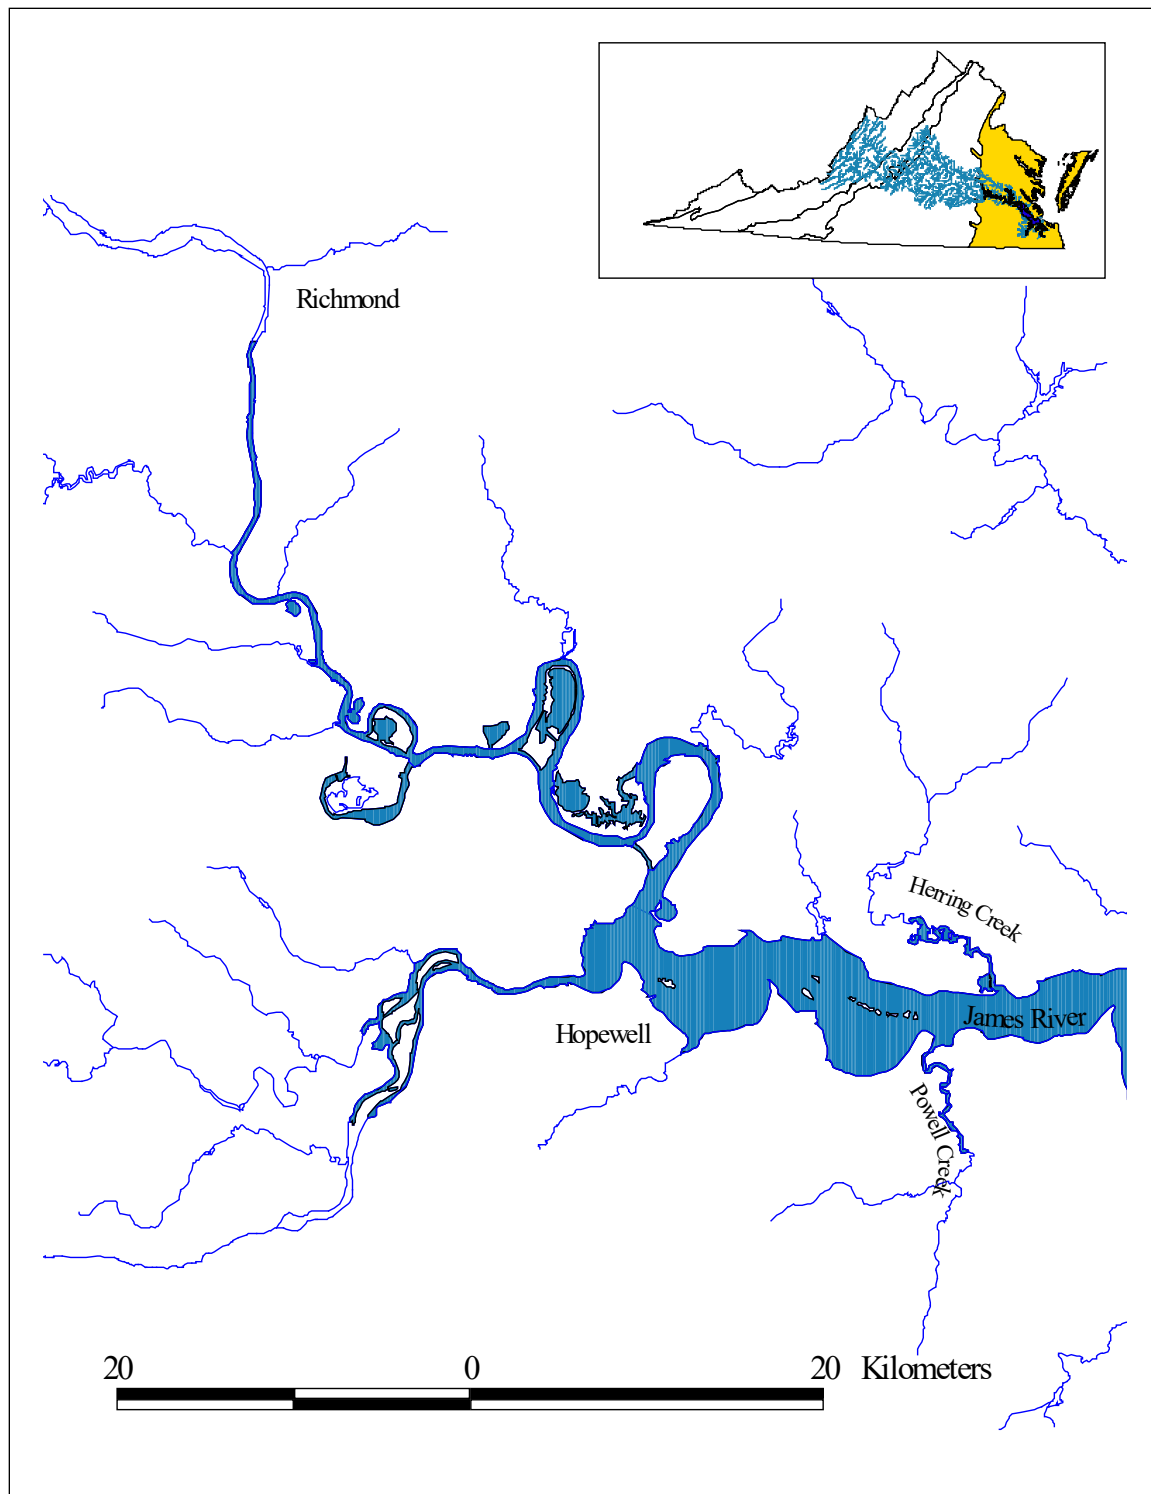 Richmond
Herring Creek
James River
Hopewell
Powell Creek
20 0 20 Kilometers